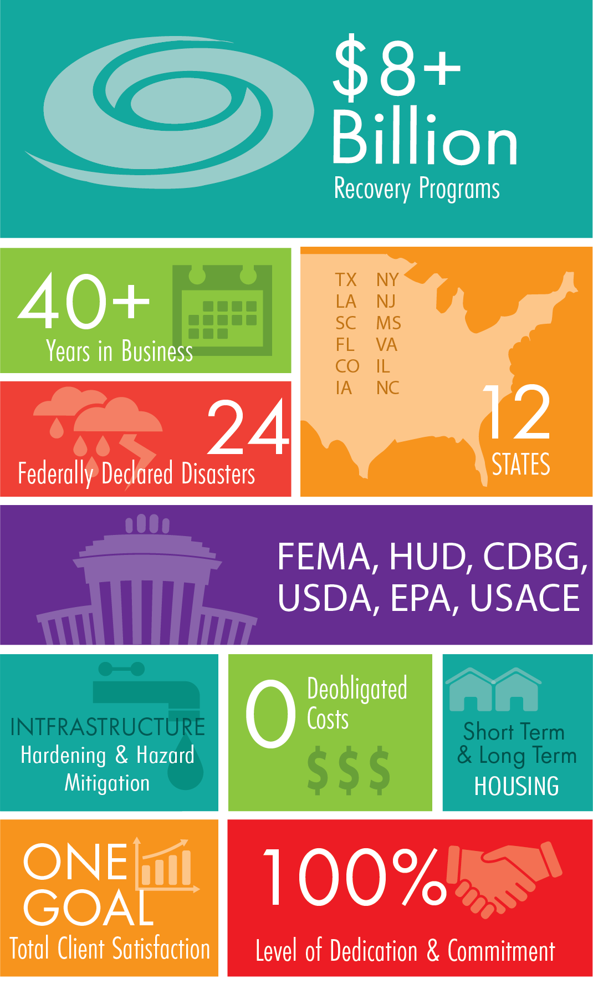 $8+
Billion
Recovery Programs
40+
Years in Business
TX NY
LA NJ
SC MS
FL VA
CO IL
IA NC
12
STATES
24
Federally Declared Disasters
FEMA, HUD, CDBG,
USDA, EPA, USACE
INTFRASTRUCTURE
Hardening & Hazard
Mitigation
0
Deobligated
Costs
$$$
Short Term
& Long Term
HOUSING
ONE
GOAL
Total Client Satisfaction
100%
Level of Dedication & Commitment